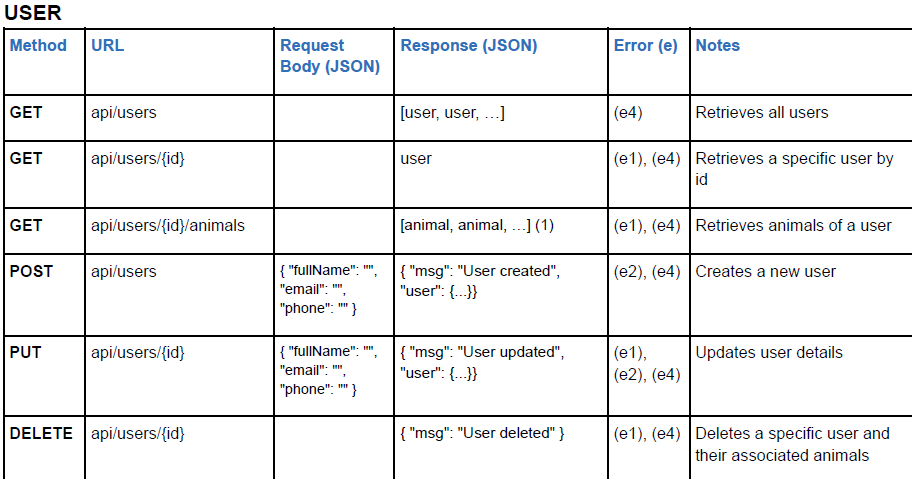 USER
Method URL Request Body (JSON) Response (JSON) Error (e) Notes
GET api/users [user, user, …] (e4) Retrieves all users
GET api/users/{id} user (e1), (e4) Retrieves a specific user by id
GET api/users/{id}/animals [animal, animal, …] (1) (e1), (e4) Retrieves animals of a user
POST api/users { "fullName": "", "email": "", "phone": "" } { "msg": "User created", "user": {...}} (e2), (e4) Creates a new user
PUT api/users/{id} { "fullName": "", "email": "", "phone": "" } { "msg": "User updated", "user": {...}} (e1), (e2), (e4) Updates user details
DELETE api/users/{id} { "msg": "User deleted" } (e1), (e4) Deletes a specific user and their associated animals